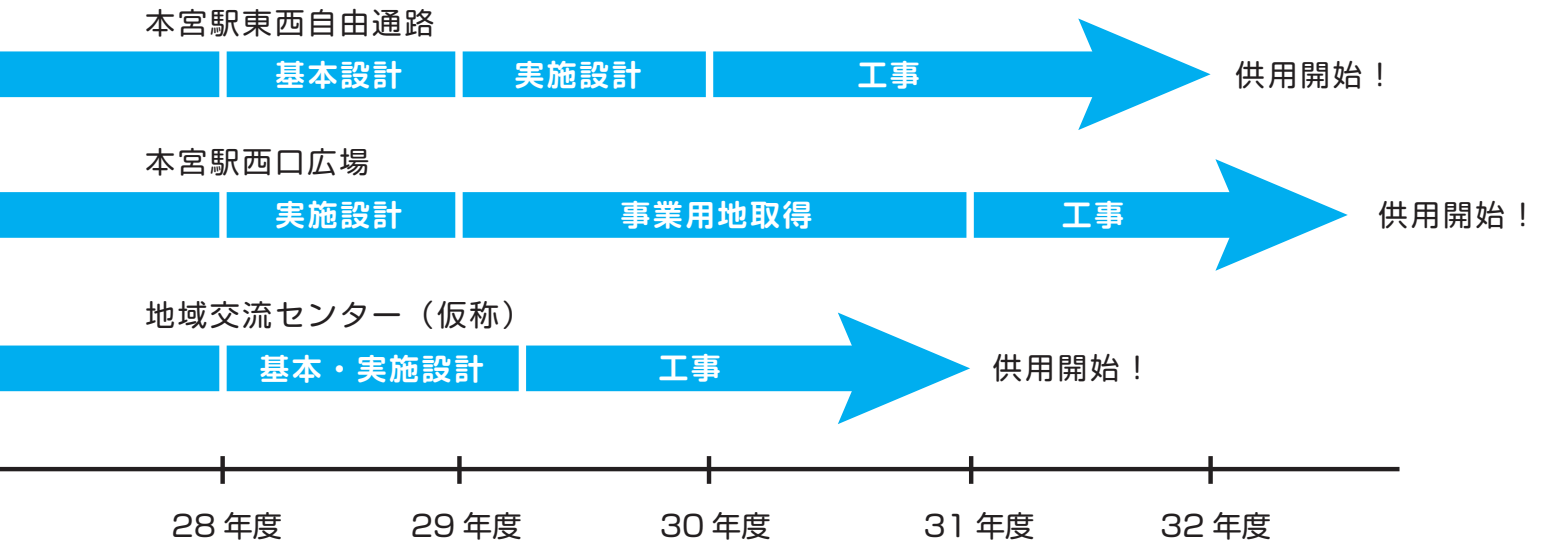 本宮駅東西自由通路
基本設計 実施設計 工事 供用開始！
本宮駅西口広場
実施設計 事業用地取得 工事 供用開始！
地域交流センター（仮称）
基本・実施設計 工事 供用開始！
28 年度 29 年度 30 年度 31 年度 32 年度